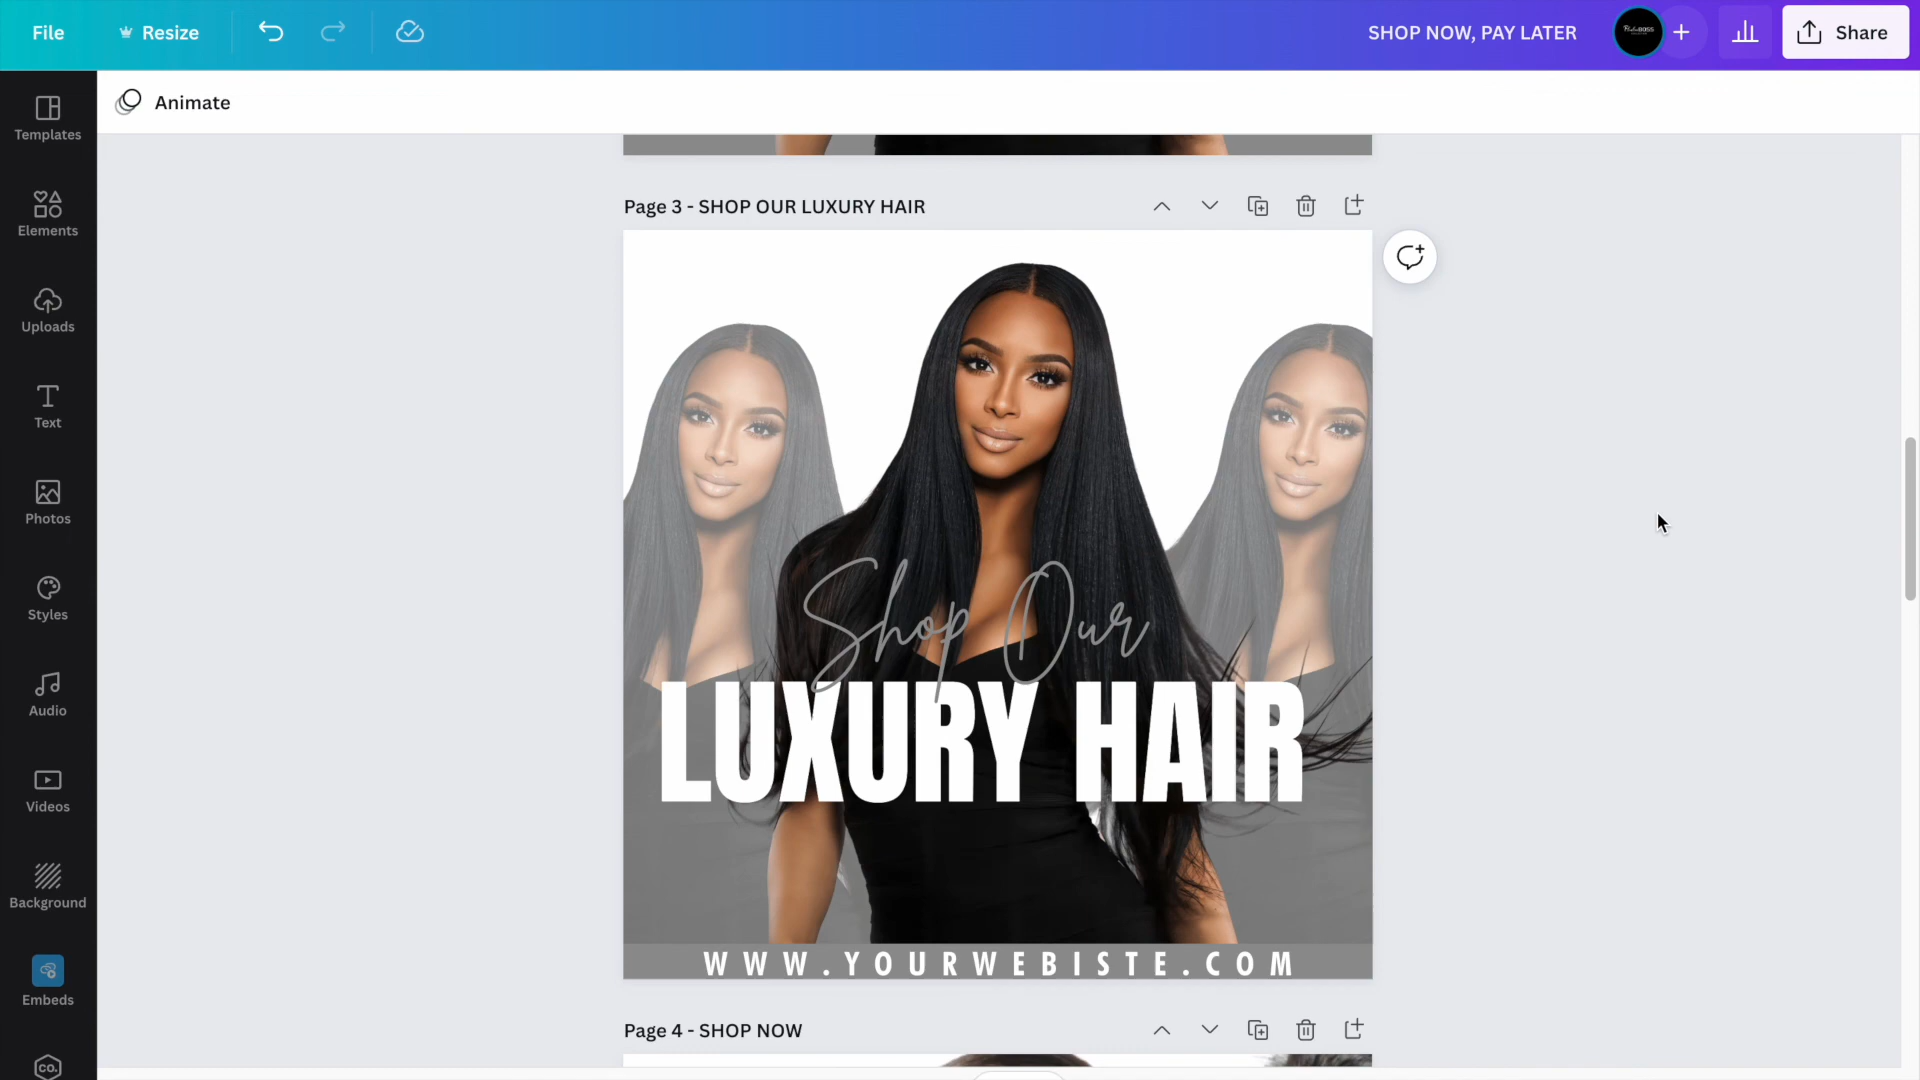 File
Resize
SHOP NOW, PAY LATER
Share
Animate
Templates
Elements
Uploads
Text
Photos
Styles
Audio
Videos
Background
Embeds
co.
Page 3 - SHOP OUR LUXURY HAIR
Shop Our
LUXURY HAIR
WWW.YOURWEBISTE.COM
Page 4 - SHOP NOW